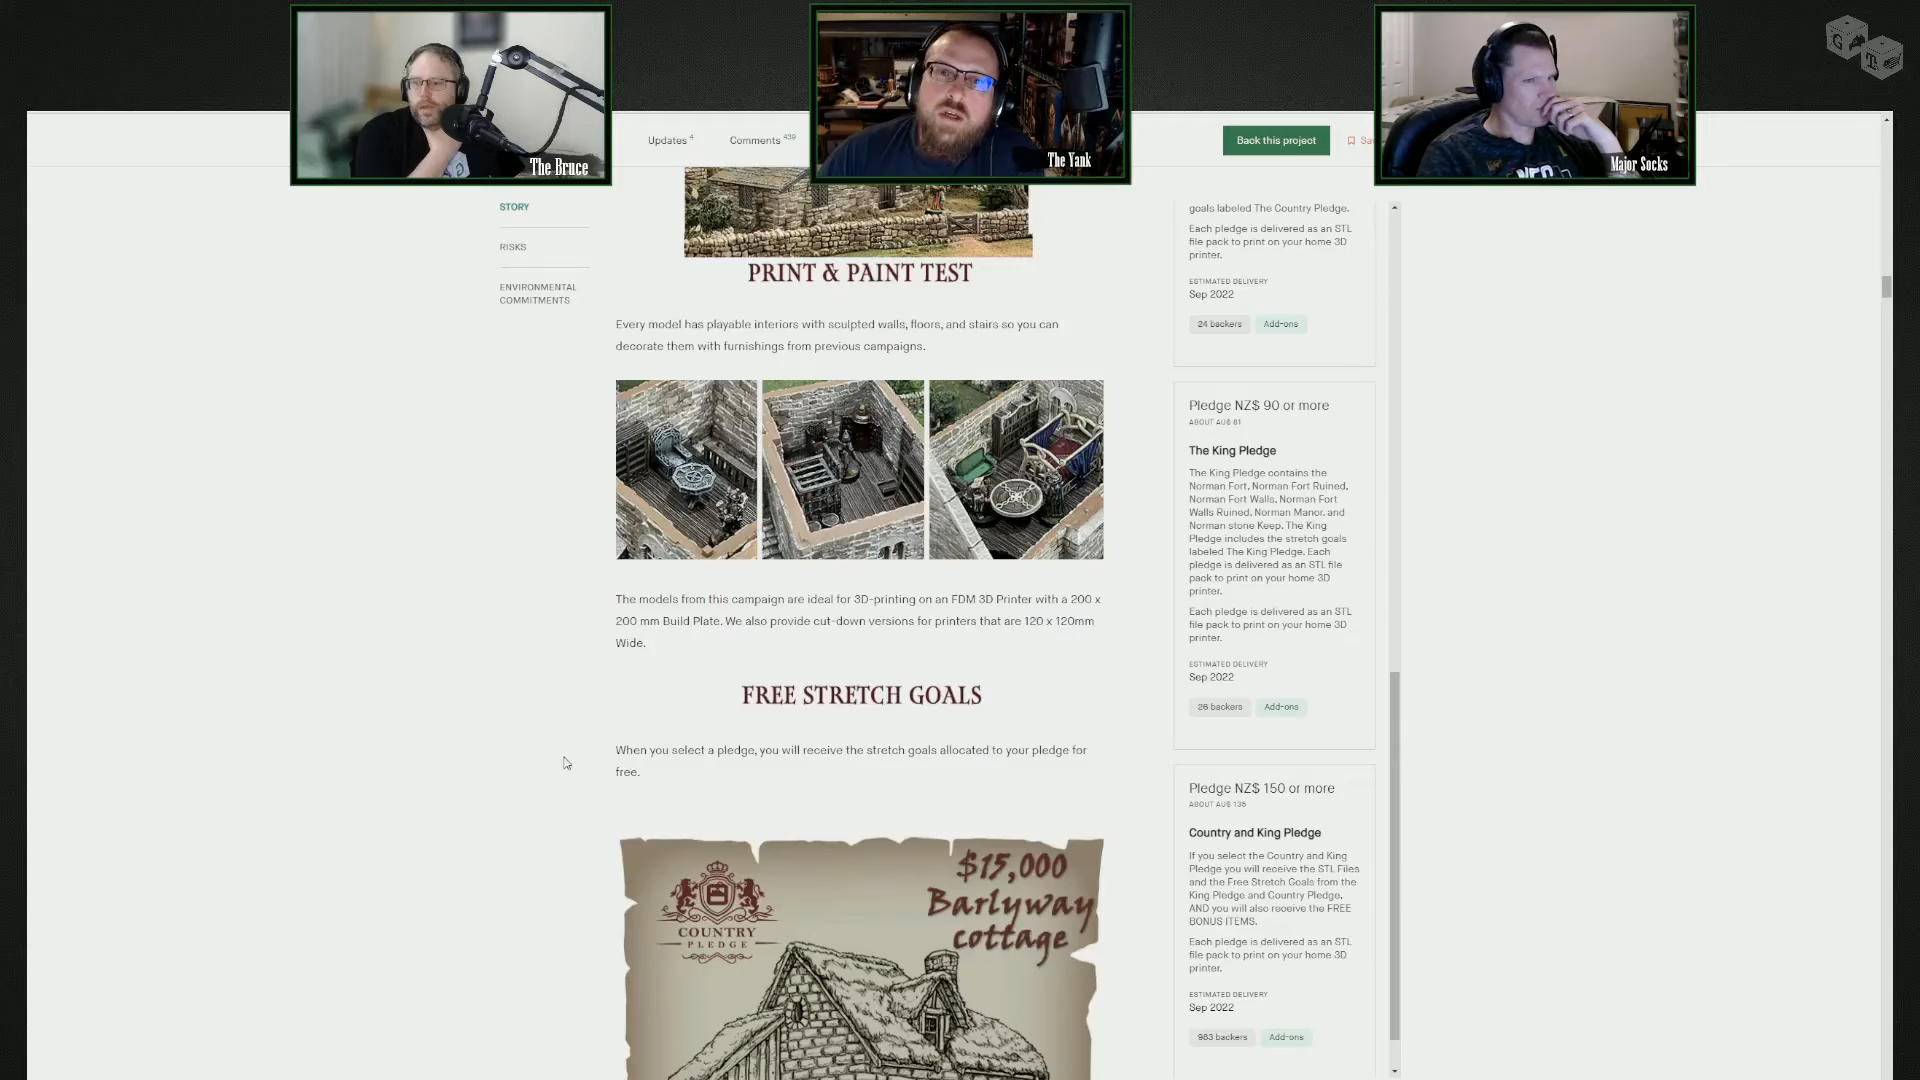 The Bruce
The Yank
Major Socks
G
T
Updates 4
Comments 439
Back this project
STORY
RISKS
ENVIRONMENTAL
COMMITMENTS
PRINT & PAINT TEST
Every model has playable interiors with sculpted walls, floors, and stairs so you can
decorate them with furnishings from previous campaigns.
The models from this campaign are ideal for 3D-printing on an FDM 3D Printer with a 200 x
200 mm Build Plate. We also provide cut-down versions for printers that are 120 x 120mm
Wide.
FREE STRETCH GOALS
When you select a pledge, you will receive the stretch goals allocated to your pledge for
free.
COUNTRY
PLEDGE
$15,000
Barlyway
cottage
goals labeled The Country Pledge.
Each pledge is delivered as an STL
file pack to print on your home 3D
printer.
ESTIMATED DELIVERY
Sep 2022
24 backers
Add-ons
Pledge NZ$ 90 or more
ABOUT AU$ 81
The King Pledge
The King Pledge contains the
Norman Fort, Norman Fort Ruined,
Norman Fort Walls, Norman Fort
Walls Ruined, Norman Manor, and
Norman stone Keep. The King
Pledge includes the stretch goals
labeled The King Pledge. Each
pledge is delivered as an STL file
pack to print on your home 3D
printer.
Each pledge is delivered as an STL
file pack to print on your home 3D
printer.
ESTIMATED DELIVERY
Sep 2022
26 backers
Add-ons
Pledge NZ$ 150 or more
ABOUT AU$ 135
Country and King Pledge
If you select the Country and King
Pledge you will receive the STL Files
and the Free Stretch Goals from the
King Pledge and Country Pledge,
AND you will also receive the FREE
BONUS ITEMS.
Each pledge is delivered as an STL
file pack to print on your home 3D
printer.
ESTIMATED DELIVERY
Sep 2022
983 backers
Add-ons